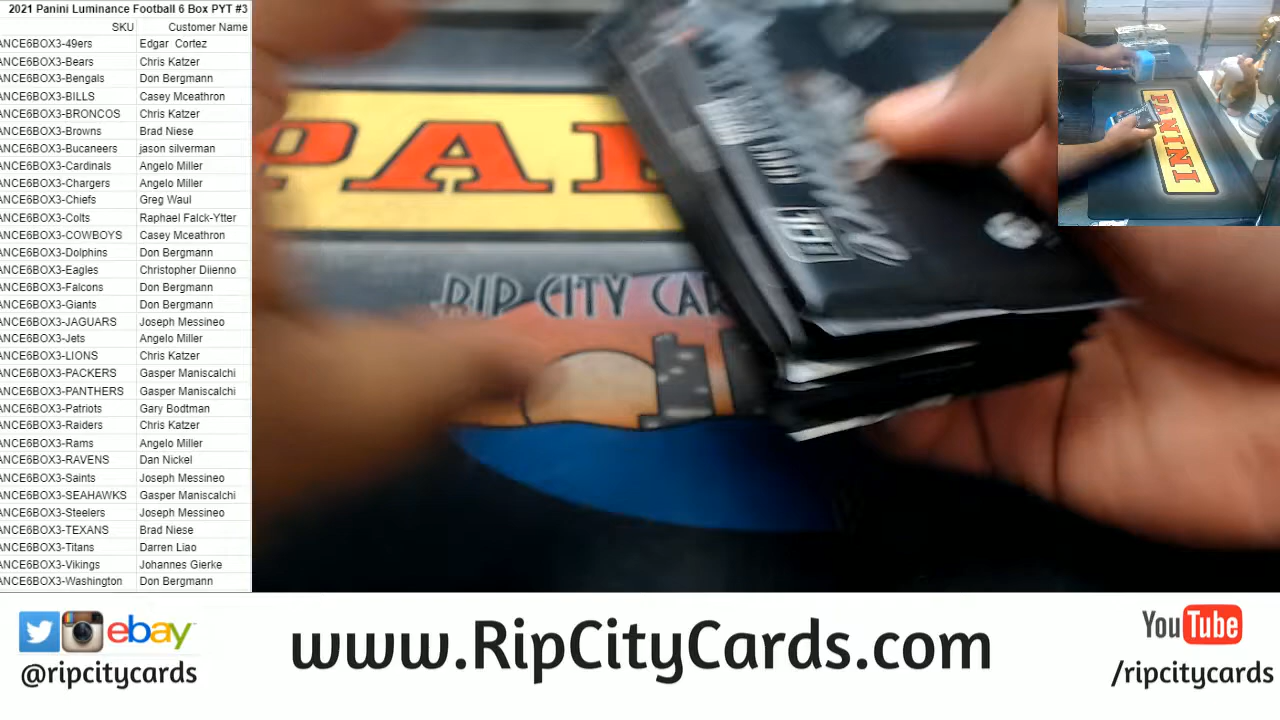 2021 Panini Luminance Football 6 Box PYT #3
SKU Customer Name
ANCE6BOX3-49ers Edgar Cortez
ANCE6BOX3-Bears Chris Katzer
ANCE6BOX3-Bengals Don Bergmann
ANCE6BOX3-BILLS Casey Mceathron
ANCE6BOX3-BRONCOS Chris Katzer
ANCE6BOX3-Browns Brad Niese
ANCE6BOX3-Bucaneers jason silverman
ANCE6BOX3-Cardinals Angelo Miller
ANCE6BOX3-Chargers Angelo Miller
ANCE6BOX3-Chiefs Greg Waul
ANCE6BOX3-Colts Raphael Falck-Ytter
ANCE6BOX3-COWBOYS Casey Mceathron
ANCE6BOX3-Dolphins Don Bergmann
ANCE6BOX3-Eagles Christopher Diienno
ANCE6BOX3-Falcons Don Bergmann
ANCE6BOX3-Giants Don Bergmann
ANCE6BOX3-JAGUARS Joseph Messineo
ANCE6BOX3-Jets Angelo Miller
ANCE6BOX3-LIONS Chris Katzer
ANCE6BOX3-PACKERS Gasper Maniscalchi
ANCE6BOX3-PANTHERS Gasper Maniscalchi
ANCE6BOX3-Patriots Gary Bodtman
ANCE6BOX3-Raiders Chris Katzer
ANCE6BOX3-Rams Angelo Miller
ANCE6BOX3-RAVENS Dan Nickel
ANCE6BOX3-Saints Joseph Messineo
ANCE6BOX3-SEAHAWKS Gasper Maniscalchi
ANCE6BOX3-Steelers Joseph Messineo
ANCE6BOX3-TEXANS Brad Niese
ANCE6BOX3-Titans Darren Liao
ANCE6BOX3-Vikings Johannes Gierke
ANCE6BOX3-Washington Don Bergmann
PANI
RIP CITY CAR
PANINI
ebay
@ripcitycards
www.RipCityCards.com
YouTube
/ripcitycards